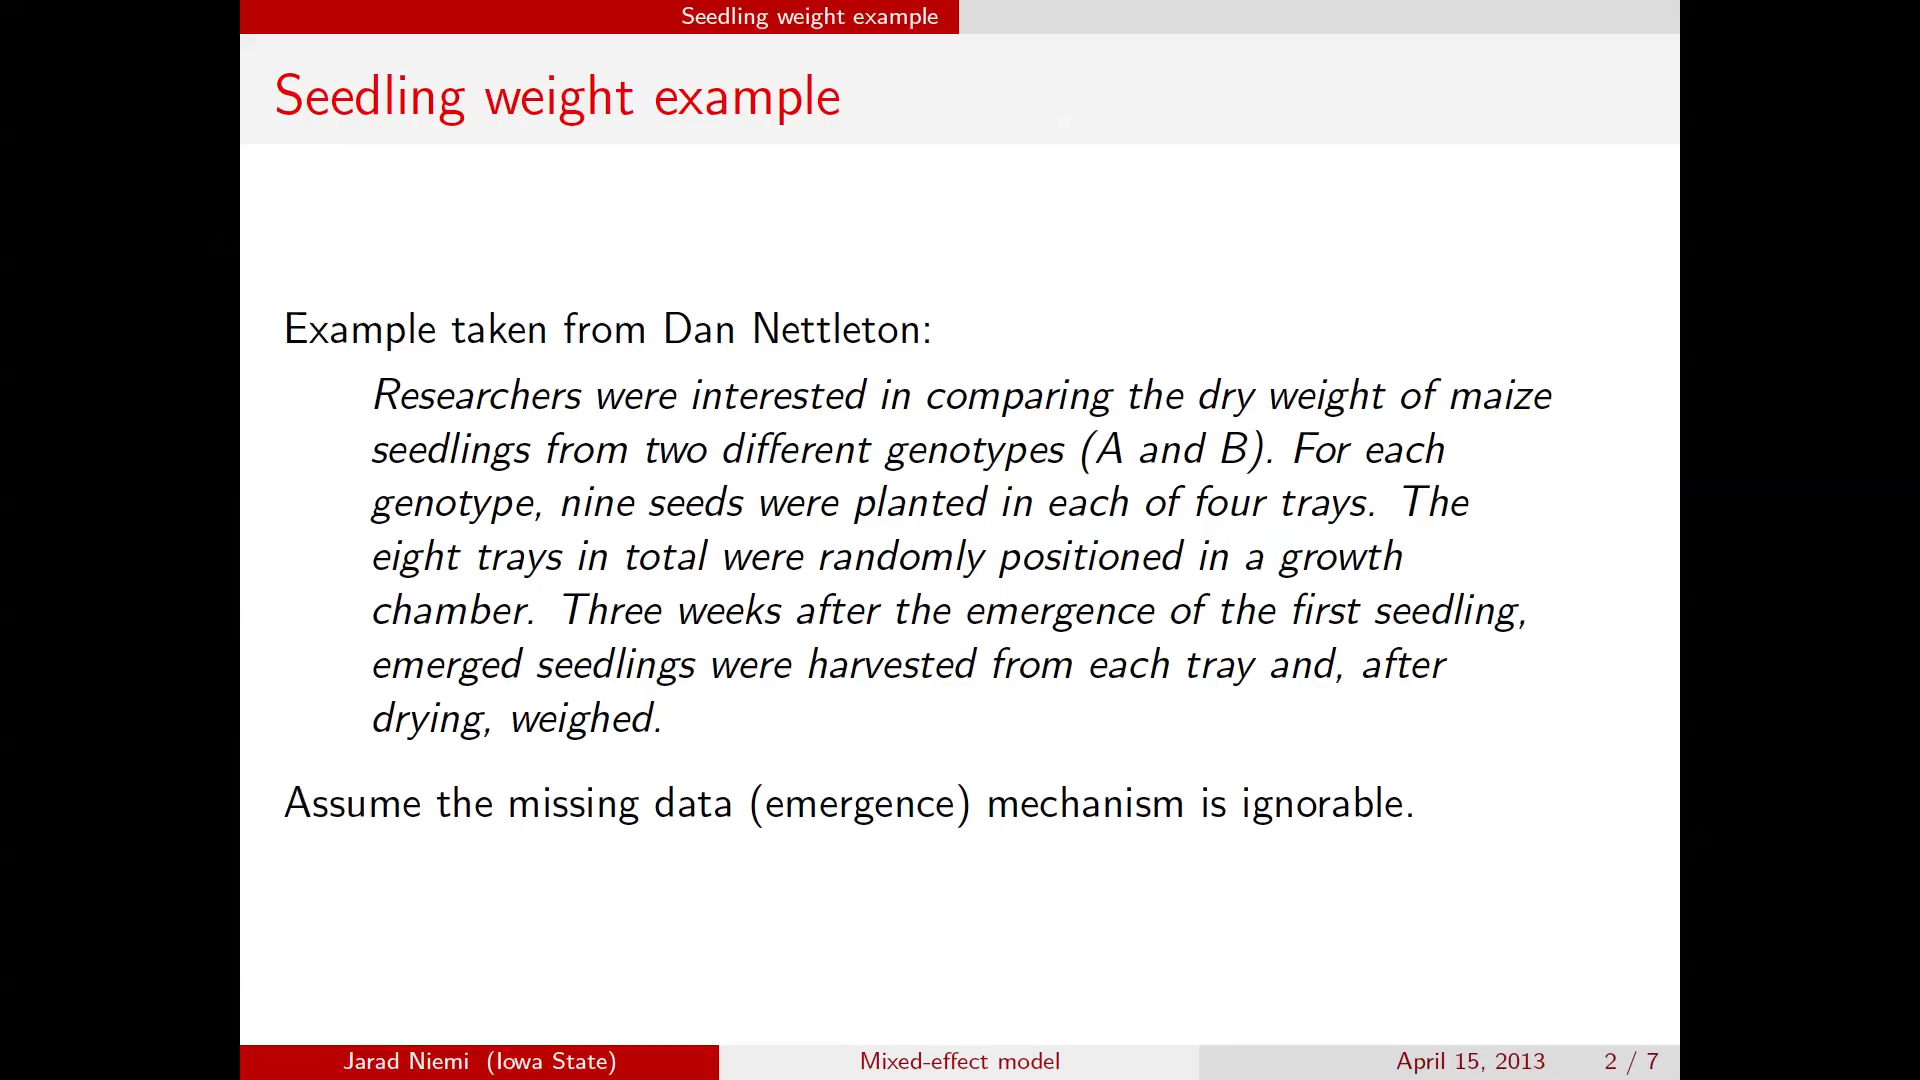 Seedling weight example
Seedling weight example
Example taken from Dan Nettleton:
Researchers were interested in comparing the dry weight of maize
seedlings from two different genotypes (A and B). For each
genotype, nine seeds were planted in each of four trays. The
eight trays in total were randomly positioned in a growth
chamber. Three weeks after the emergence of the first seedling,
emerged seedlings were harvested from each tray and, after
drying, weighed.
Assume the missing data (emergence) mechanism is ignorable.
Jarad Niemi (Iowa State) Mixed-effect model April 15, 2013 2 / 7